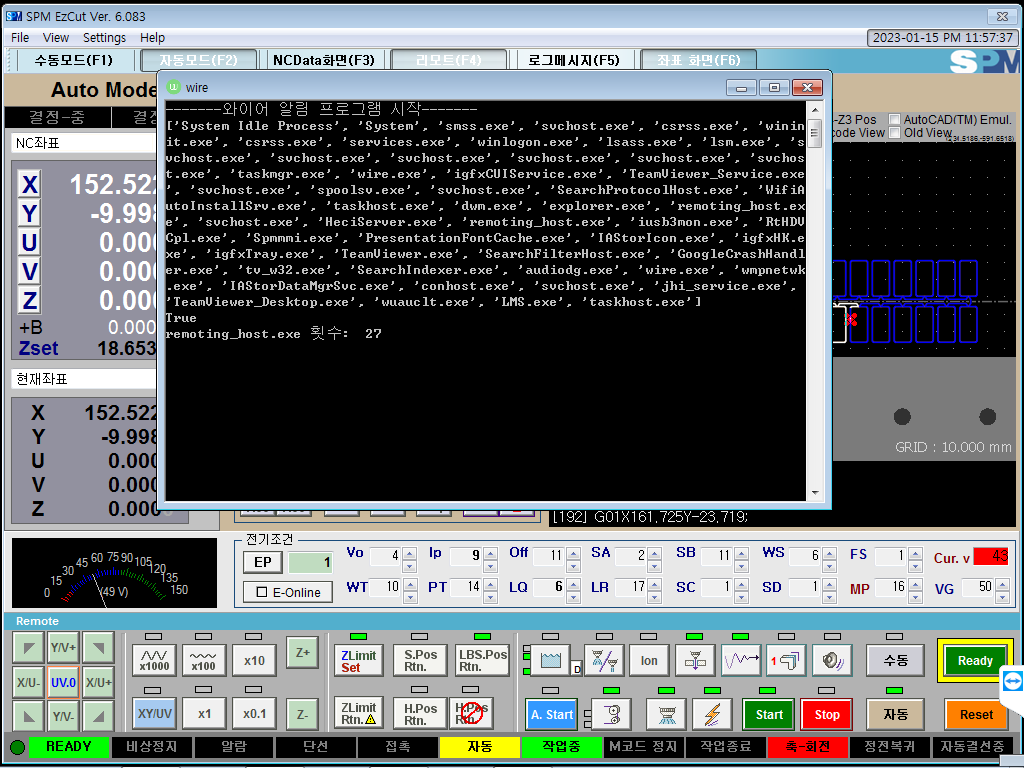 SPM EzCut Ver. 6.083
File View Settings Help
2023-01-15 PM 11:57:37
수동모드(F1) 자동모드(F2) NCData화면(F3) 리모트(F4) 로그메시지(F5) 좌표 화면(F6)
SPM
Auto Mode
wire
결정-중
-Z3 Pos AutoCAD(TM) Emul.
code View Old View
NC좌표
X 152.522
Y -9.998
U 0.000
V 0.000
Z 0.000
+B 0.000
Zset 18.653
-------와이어 알림 프로그램 시작-------
['System Idle Process', 'System', 'smss.exe', 'svchost.exe', 'csrss.exe', 'winin
it.exe', 'csrss.exe', 'services.exe', 'winlogon.exe', 'lsass.exe', 'lsm.exe', 's
vchost.exe', 'svchost.exe', 'svchost.exe', 'svchost.exe', 'svchost.exe', 'svchos
t.exe', 'taskmgr.exe', 'wire.exe', 'igfxCUIService.exe', 'TeamViewer_Service.exe
', 'svchost.exe', 'spoolsv.exe', 'svchost.exe', 'SearchProtocolHost.exe', 'WifiA
utoInstallSrv.exe', 'taskhost.exe', 'dwm.exe', 'explorer.exe', 'remoting_host.ex
e', 'svchost.exe', 'HeciServer.exe', 'remoting_host.exe', 'iusb3mon.exe', 'RtHDV
Cpl.exe', 'Spmmmi.exe', 'PresentationFontCache.exe', 'IAStorIcon.exe', 'igfxHK.e
xe', 'igfxTray.exe', 'TeamViewer.exe', 'SearchFilterHost.exe', 'GoogleCrashHandl
er.exe', 'tv_w32.exe', 'SearchIndexer.exe', 'audiodg.exe', 'wire.exe', 'wmpnetwk
.exe', 'IAStorDataMgrSvc.exe', 'conhost.exe', 'svchost.exe', 'jhi_service.exe',
'TeamViewer_Desktop.exe', 'wuauclt.exe', 'LMS.exe', 'taskhost.exe']
True
remoting_host.exe 횟수: 27
현재좌표
X 152.522
Y -9.998
U 0.000
V 0.000
Z 0.000
GRID : 10.000 mm
[192] G01X161.725Y-23.719;
0 15 30 45 60 75 90 105 120 135 150
(49 V)
전기조건
EP 1 Vo 4 Ip 9 Off 11 SA 2 SB 11 WS 6 FS 1 Cur. v 43
E-Online WT 10 PT 14 LQ 6 LR 17 SC 1 SD 1 MP 16 VG 50
Remote
Y/V+ x1000 x100 x10 Z+ ZLimit Set S.Pos Rtn. LBS.Pos Rtn. D Ion 1 수동 Ready
X/U- UV.0 X/U+
Y/V- XY/UV x1 x0.1 Z- ZLimit Rtn. H.Pos Rtn. H.Pos Rtn. A. Start Start Stop 자동 Reset
READY 비상정지 알람 단선 접촉 자동 작업중 M코드 정지 작업종료 축-회전 정전복귀 자동결선중